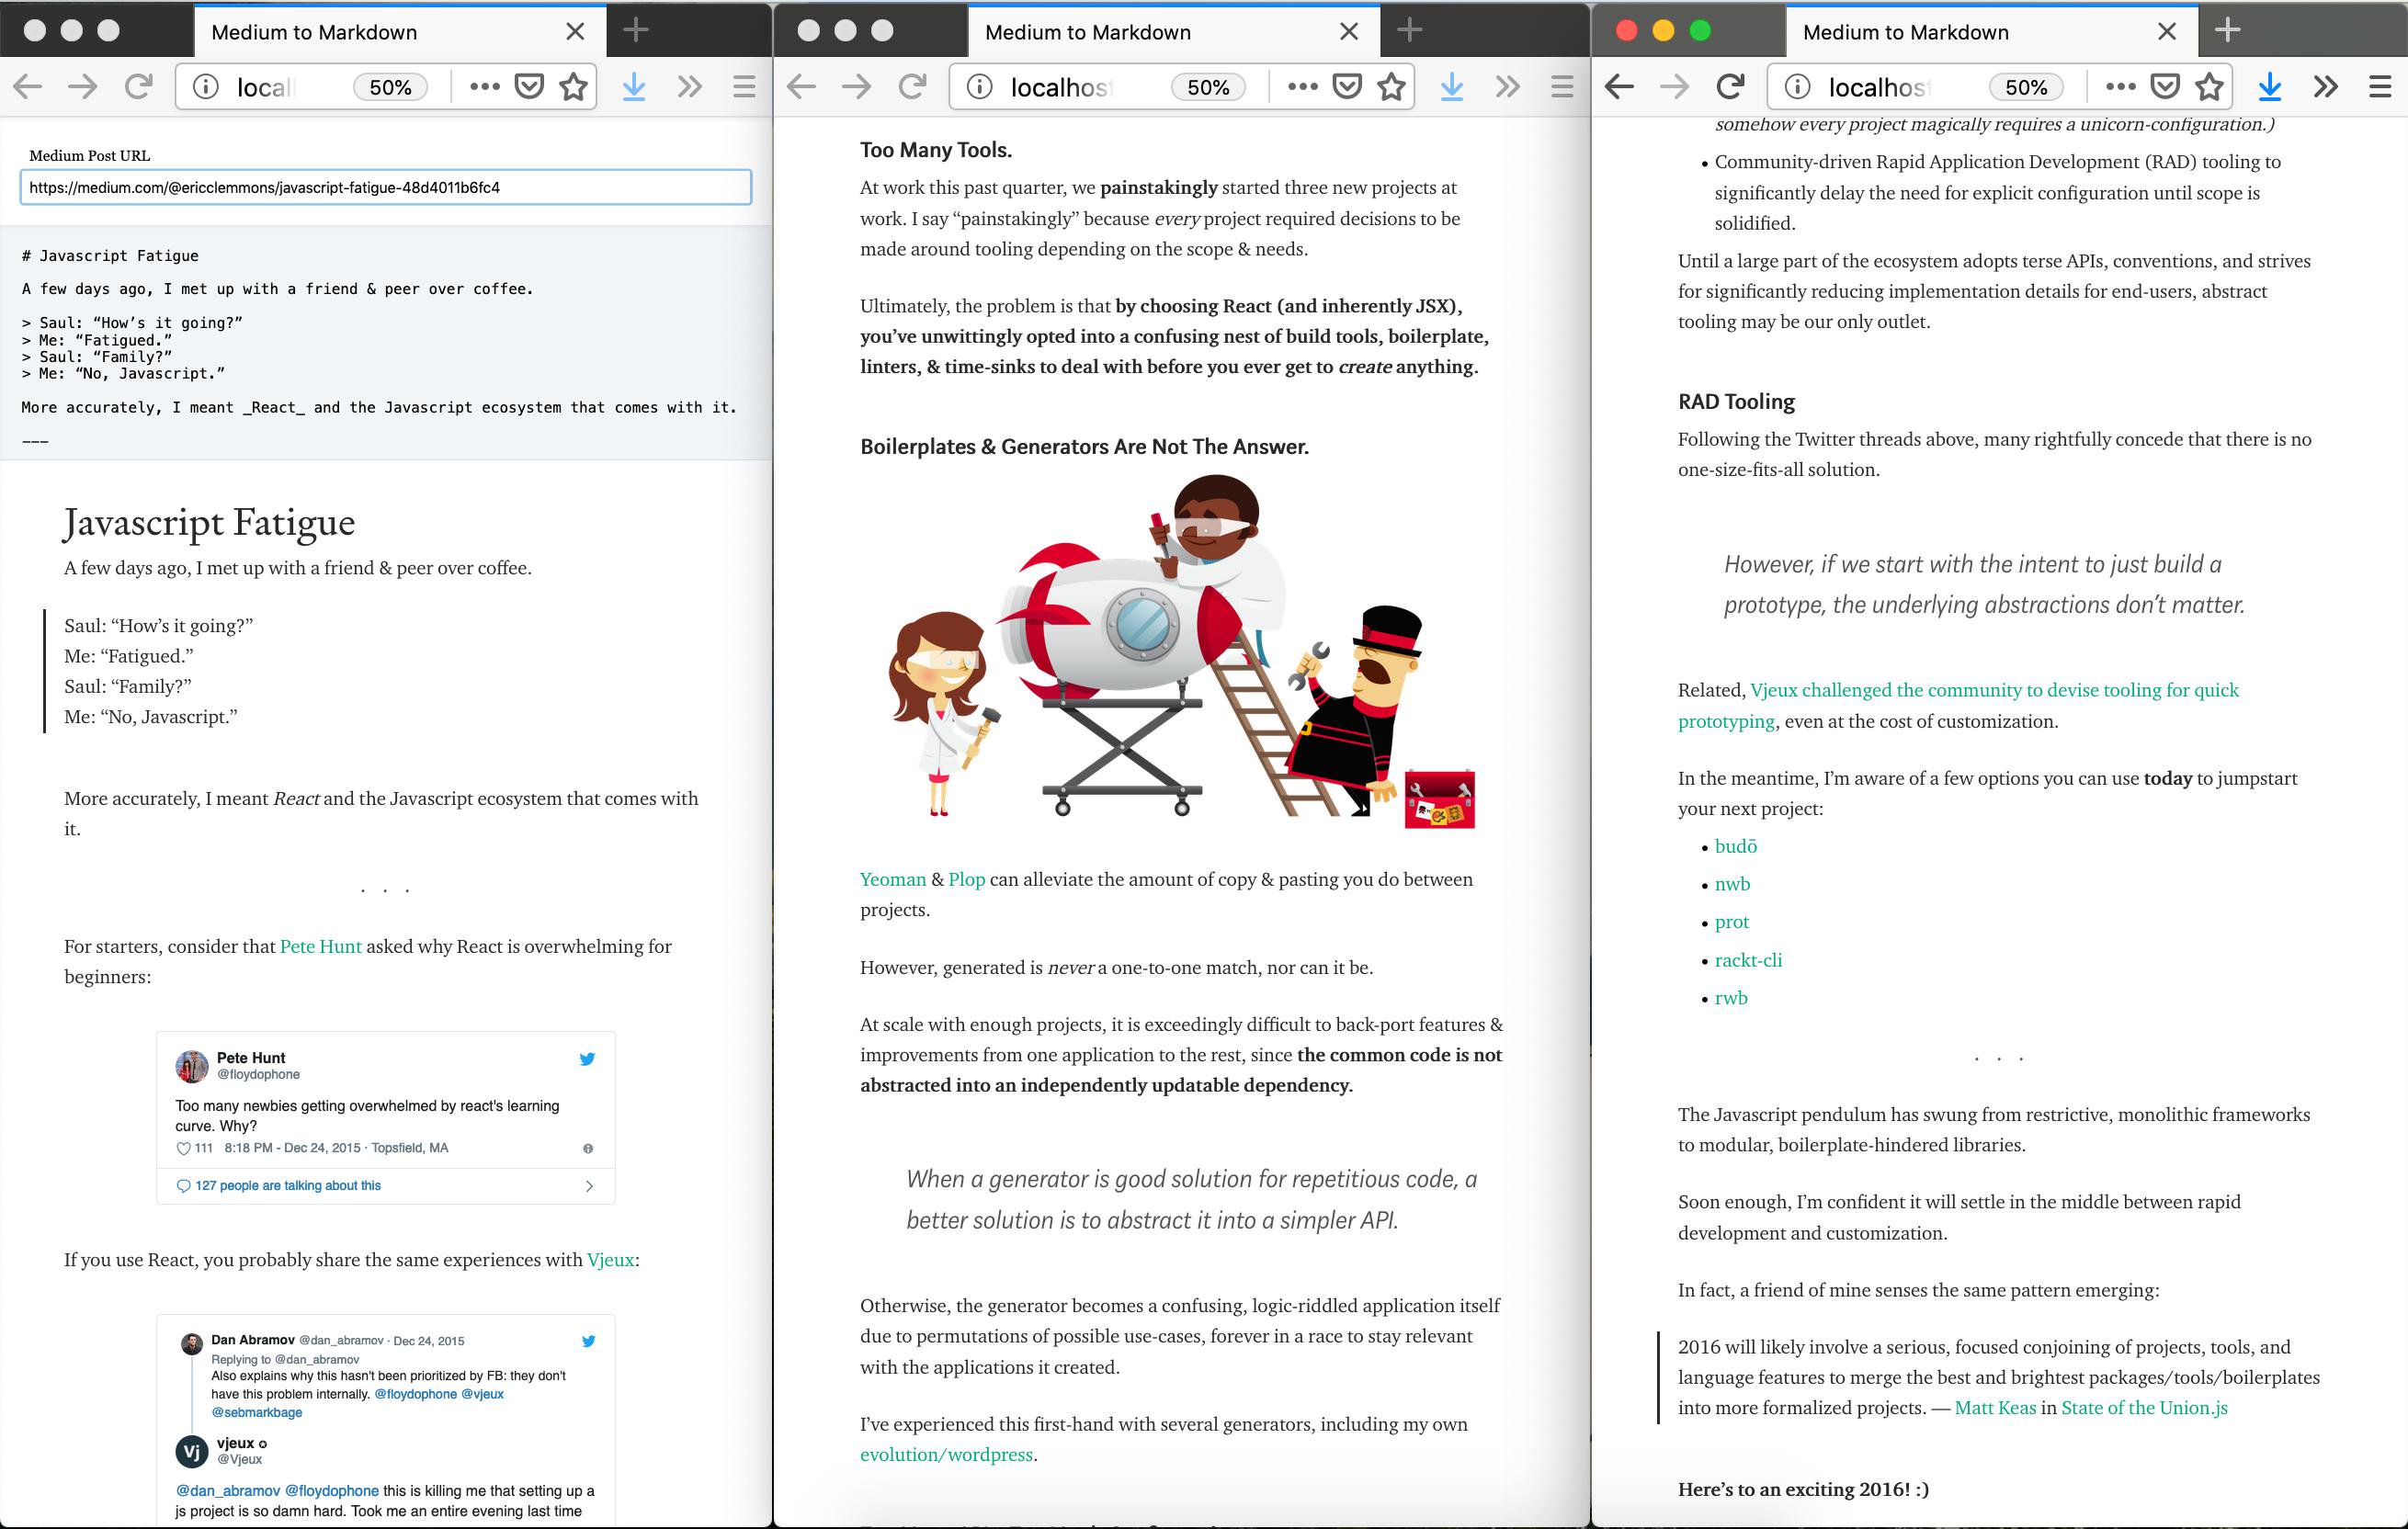 Medium to Markdown
local
50%
Medium Post URL
https://medium.com/@ericclemmons/javascript-fatigue-48d4011b6fc4
# Javascript Fatigue
A few days ago, I met up with a friend & peer over coffee.
> Saul: “How’s it going?”
> Me: “Fatigued.”
> Saul: “Family?”
> Me: “No, Javascript.”
More accurately, I meant _React_ and the Javascript ecosystem that comes with it.
---
Javascript Fatigue
A few days ago, I met up with a friend & peer over coffee.
Saul: “How’s it going?”
Me: “Fatigued.”
Saul: “Family?”
Me: “No, Javascript.”
More accurately, I meant React and the Javascript ecosystem that comes with
it.
. . .
For starters, consider that Pete Hunt asked why React is overwhelming for
beginners:
Pete Hunt
@floydophone
Too many newbies getting overwhelmed by react's learning
curve. Why?
111 8:18 PM - Dec 24, 2015 · Topsfield, MA
127 people are talking about this
If you use React, you probably share the same experiences with Vjeux:
Dan Abramov @dan_abramov · Dec 24, 2015
Replying to @dan_abramov
Also explains why this hasn't been prioritized by FB: they don't
have this problem internally. @floydophone @vjeux
@sebmarkbage
Vj
vjeux ✪
@Vjeux
@dan_abramov @floydophone this is killing me that setting up a
js project is so damn hard. Took me an entire evening last time
Medium to Markdown
localhost
50%
Too Many Tools.
At work this past quarter, we painstakingly started three new projects at
work. I say “painstakingly” because every project required decisions to be
made around tooling depending on the scope & needs.
Ultimately, the problem is that by choosing React (and inherently JSX),
you’ve unwittingly opted into a confusing nest of build tools, boilerplate,
linters, & time-sinks to deal with before you ever get to create anything.
Boilerplates & Generators Are Not The Answer.
Yeoman & Plop can alleviate the amount of copy & pasting you do between
projects.
However, generated is never a one-to-one match, nor can it be.
At scale with enough projects, it is exceedingly difficult to back-port features &
improvements from one application to the rest, since the common code is not
abstracted into an independently updatable dependency.
When a generator is good solution for repetitious code, a
better solution is to abstract it into a simpler API.
Otherwise, the generator becomes a confusing, logic-riddled application itself
due to permutations of possible use-cases, forever in a race to stay relevant
with the applications it created.
I’ve experienced this first-hand with several generators, including my own
evolution/wordpress.
Medium to Markdown
localhost
50%
somehow every project magically requires a unicorn-configuration.)
• Community-driven Rapid Application Development (RAD) tooling to
significantly delay the need for explicit configuration until scope is
solidified.
Until a large part of the ecosystem adopts terse APIs, conventions, and strives
for significantly reducing implementation details for end-users, abstract
tooling may be our only outlet.
RAD Tooling
Following the Twitter threads above, many rightfully concede that there is no
one-size-fits-all solution.
However, if we start with the intent to just build a
prototype, the underlying abstractions don’t matter.
Related, Vjeux challenged the community to devise tooling for quick
prototyping, even at the cost of customization.
In the meantime, I’m aware of a few options you can use today to jumpstart
your next project:
• budō
• nwb
• prot
• rackt-cli
• rwb
. . .
The Javascript pendulum has swung from restrictive, monolithic frameworks
to modular, boilerplate-hindered libraries.
Soon enough, I’m confident it will settle in the middle between rapid
development and customization.
In fact, a friend of mine senses the same pattern emerging:
2016 will likely involve a serious, focused conjoining of projects, tools, and
language features to merge the best and brightest packages/tools/boilerplates
into more formalized projects. — Matt Keas in State of the Union.js
Here’s to an exciting 2016! :)